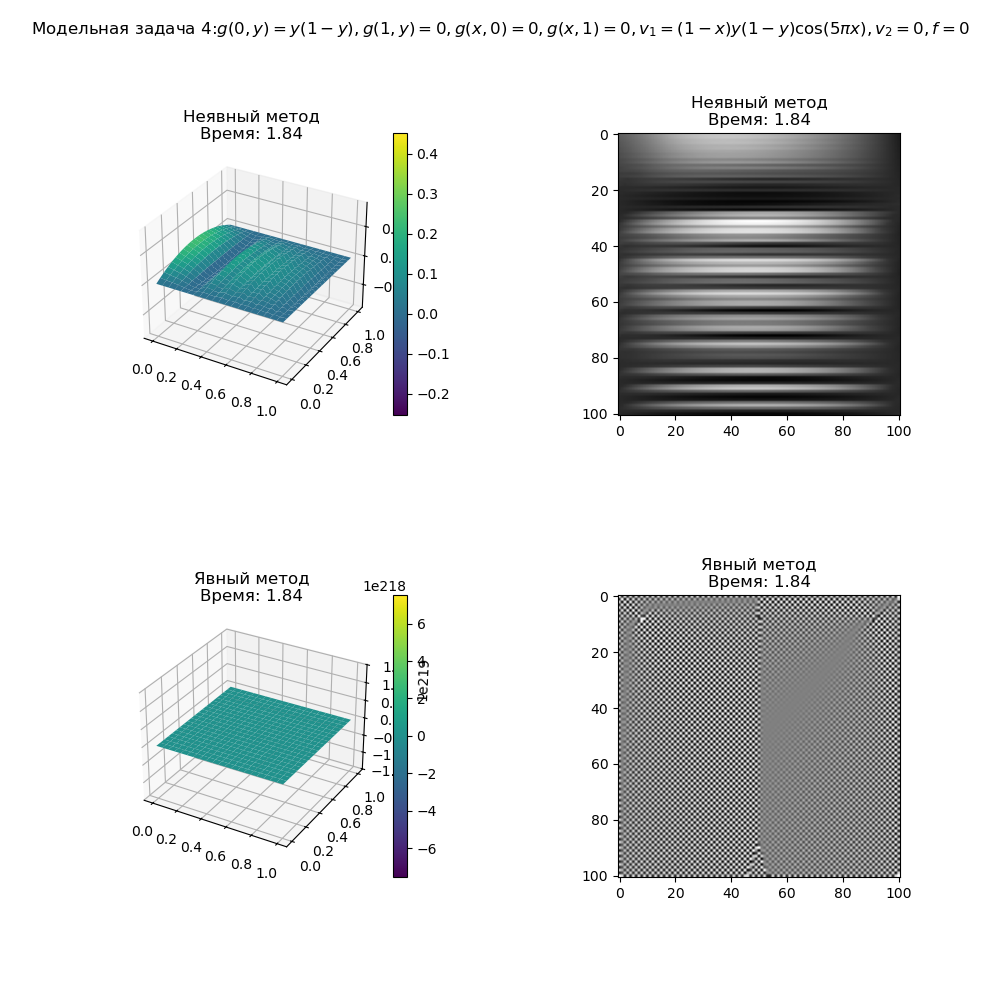 Модельная задача 4:g(0, y) = y(1 − y), g(1, y) = 0, g(x, 0) = 0, g(x, 1) = 0, v₁ = (1 − x)y(1 − y)cos(5πx), v₂ = 0, f = 0
Неявный метод
Время: 1.84
0.0 0.2 0.4 0.6 0.8 1.0
0.0 0.2 0.4 0.6 0.8 1.0
0.4
0.3
0.2
0.1
0.0
−0.1
−0.2
Неявный метод
Время: 1.84
0
20
40
60
80
100
0 20 40 60 80 100
Явный метод
Время: 1.84
0.0 0.2 0.4 0.6 0.8 1.0
0.0 0.2 0.4 0.6 0.8 1.0
1e219
1e218
6
4
2
0
−2
−4
−6
Явный метод
Время: 1.84
0
20
40
60
80
100
0 20 40 60 80 100